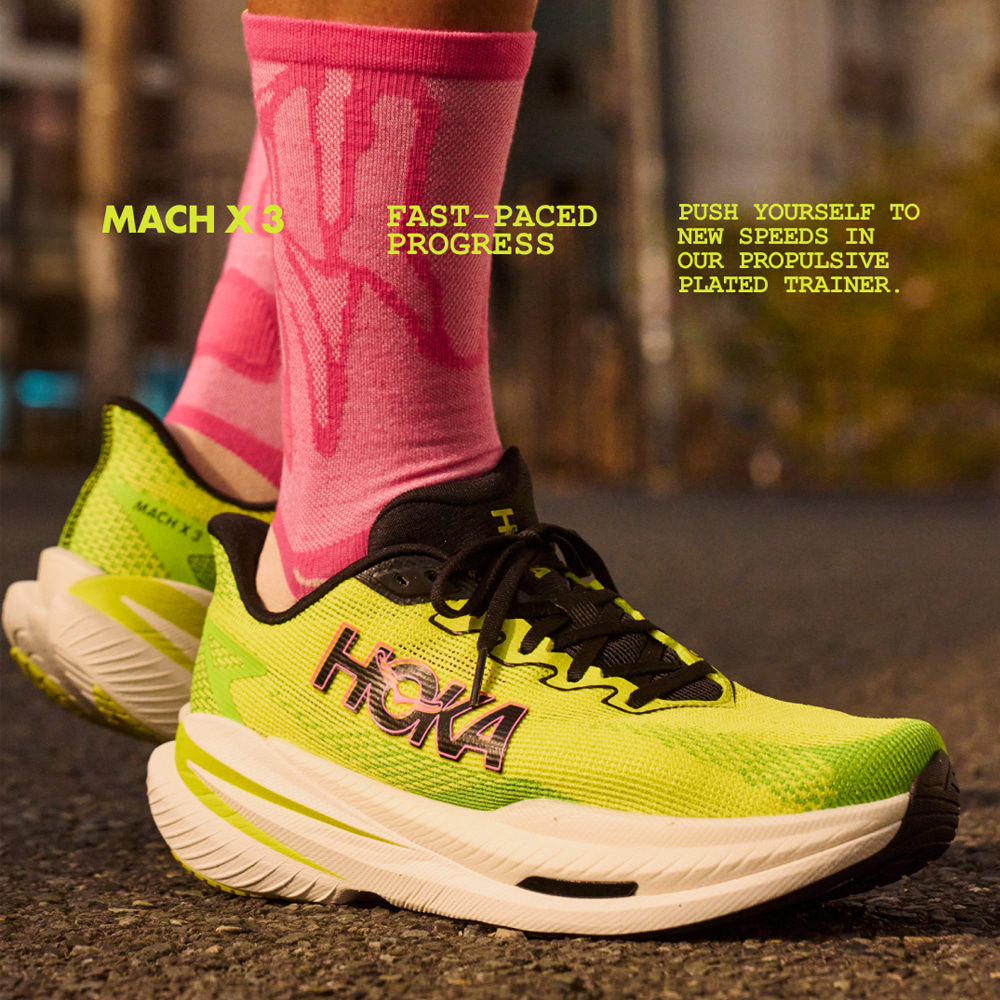 MACH X 3
FAST-PACED
PROGRESS
PUSH YOURSELF TO
NEW SPEEDS IN
OUR PROPULSIVE
PLATED TRAINER.
MACH X 3
HOKA